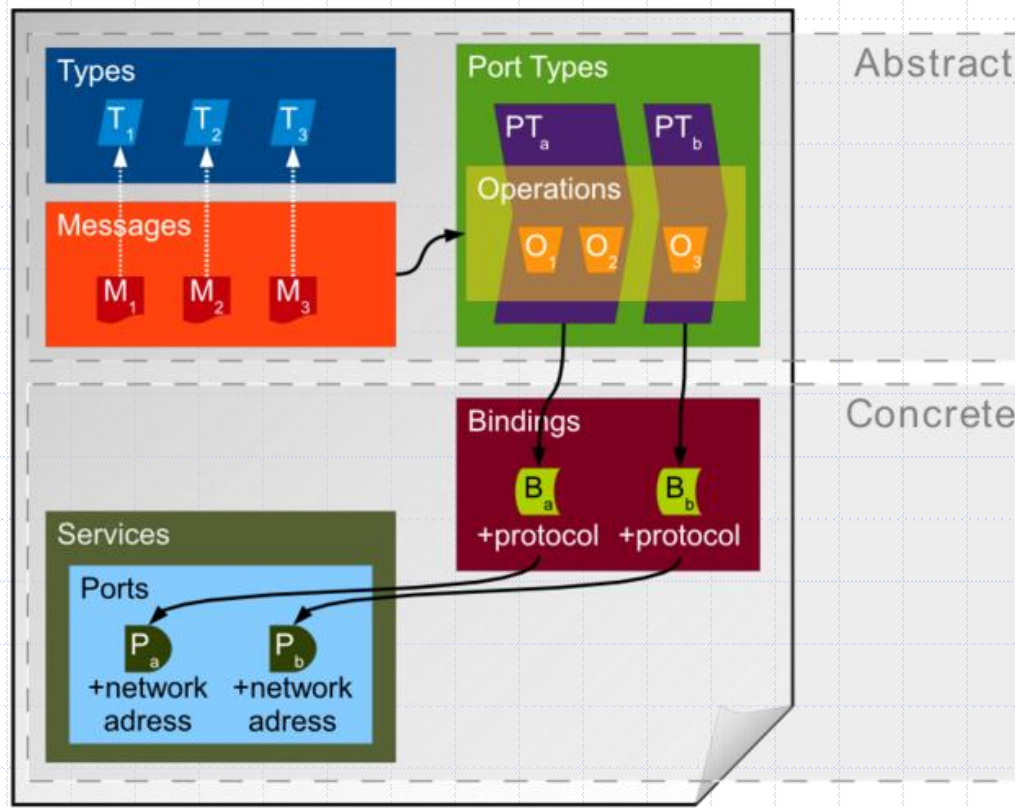 Abstract
Types
T1 T2 T3
Messages
M1 M2 M3
Port Types
PTa PTb
Operations
O1 O2 O3
Concrete
Bindings
Ba Bb
+protocol +protocol
Services
Ports
Pa Pb
+network +network
adress adress